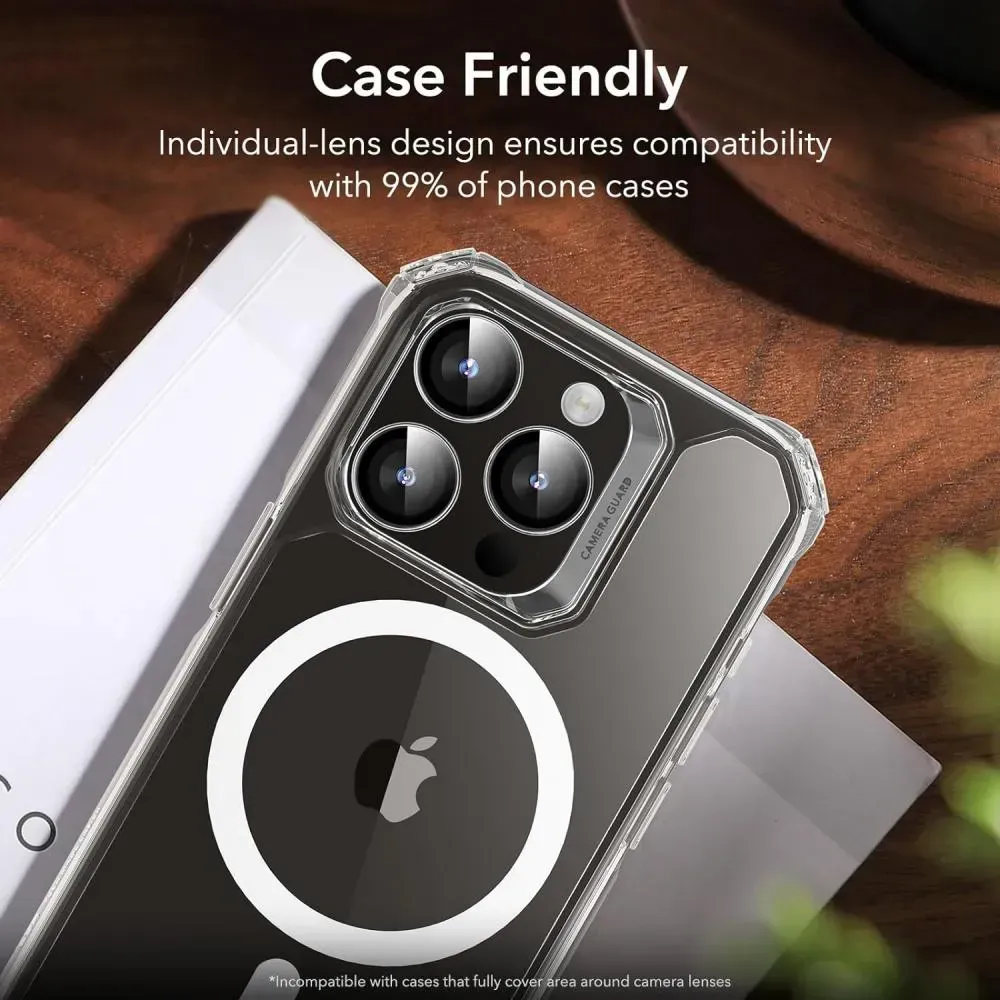 Case Friendly
Individual-lens design ensures compatibility
with 99% of phone cases
CAMERA GUARD
*Incompatible with cases that fully cover area around camera lenses